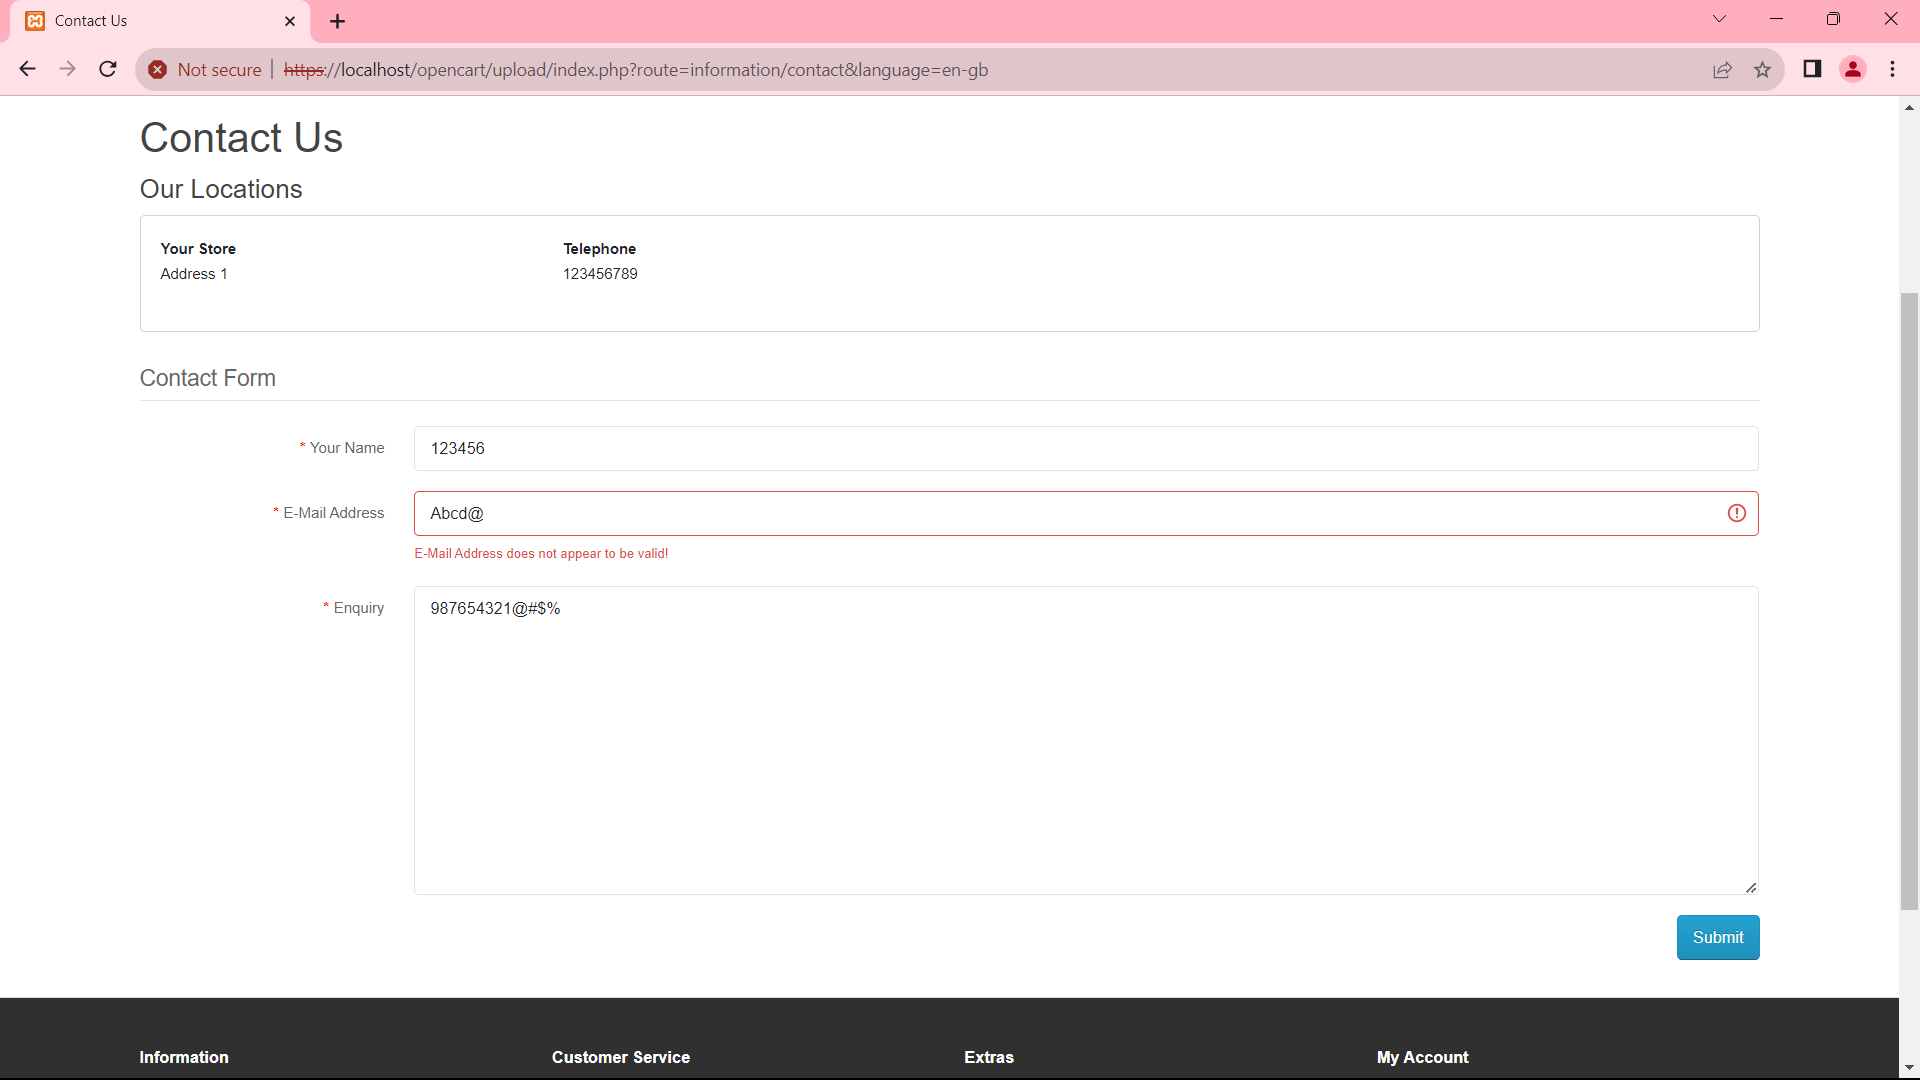 Contact Us
Not secure
https://localhost/opencart/upload/index.php?route=information/contact&language=en-gb
Contact Us
Our Locations
Your Store Telephone
Address 1 123456789
Contact Form
* Your Name 123456
* E-Mail Address Abcd@
E-Mail Address does not appear to be valid!
* Enquiry 987654321@#$%
Submit
Information Customer Service Extras My Account